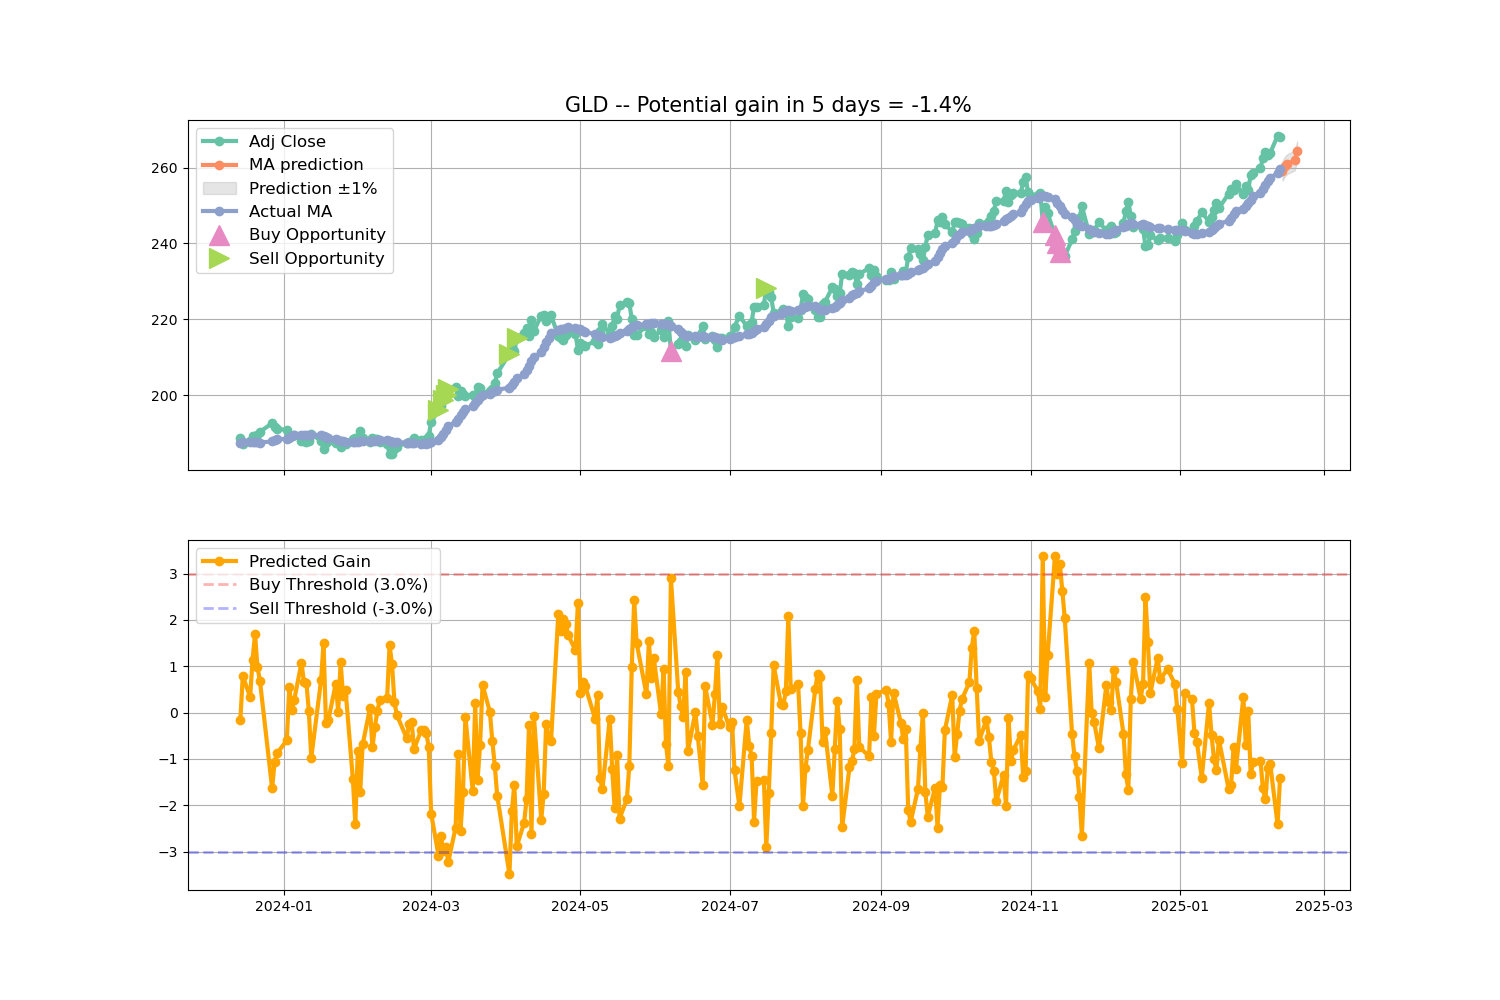 GLD -- Potential gain in 5 days = -1.4%
Adj Close
MA prediction
Prediction ±1%
Actual MA
Buy Opportunity
Sell Opportunity
260
240
220
200
Predicted Gain
Buy Threshold (3.0%)
Sell Threshold (-3.0%)
3
2
1
0
−1
−2
−3
2024-01 2024-03 2024-05 2024-07 2024-09 2024-11 2025-01 2025-03